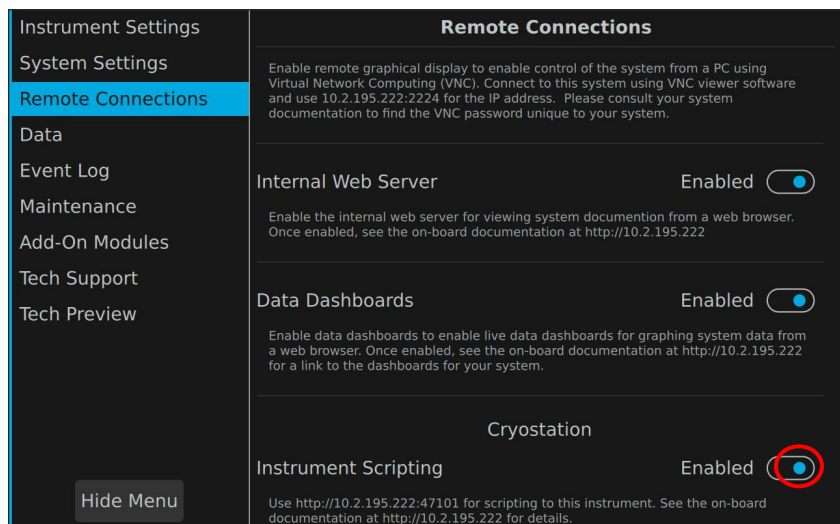 Instrument Settings
System Settings
Remote Connections
Data
Event Log
Maintenance
Add-On Modules
Tech Support
Tech Preview
Hide Menu
Remote Connections
Enable remote graphical display to enable control of the system from a PC using
Virtual Network Computing (VNC). Connect to this system using VNC viewer software
and use 10.2.195.222:2224 for the IP address. Please consult your system
documentation to find the VNC password unique to your system.
Internal Web Server Enabled
Enable the internal web server for viewing system documention from a web browser.
Once enabled, see the on-board documentation at http://10.2.195.222
Data Dashboards Enabled
Enable data dashboards to enable live data dashboards for graphing system data from
a web browser. Once enabled, see the on-board documentation at http://10.2.195.222
for a link to the dashboards for your system.
Cryostation
Instrument Scripting Enabled
Use http://10.2.195.222:47101 for scripting to this instrument. See the on-board
documentation at http://10.2.195.222 for details.